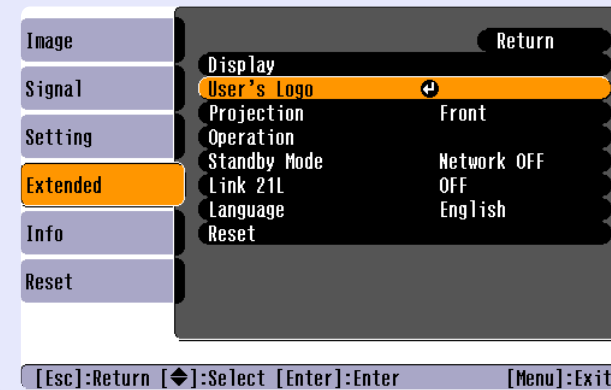 Image
Signal
Setting
Extended
Info
Reset
Return
Display
User's Logo
Projection Front
Operation
Standby Mode Network OFF
Link 21L OFF
Language English
Reset
[Esc]:Return [◆]:Select [Enter]:Enter [Menu]:Exit